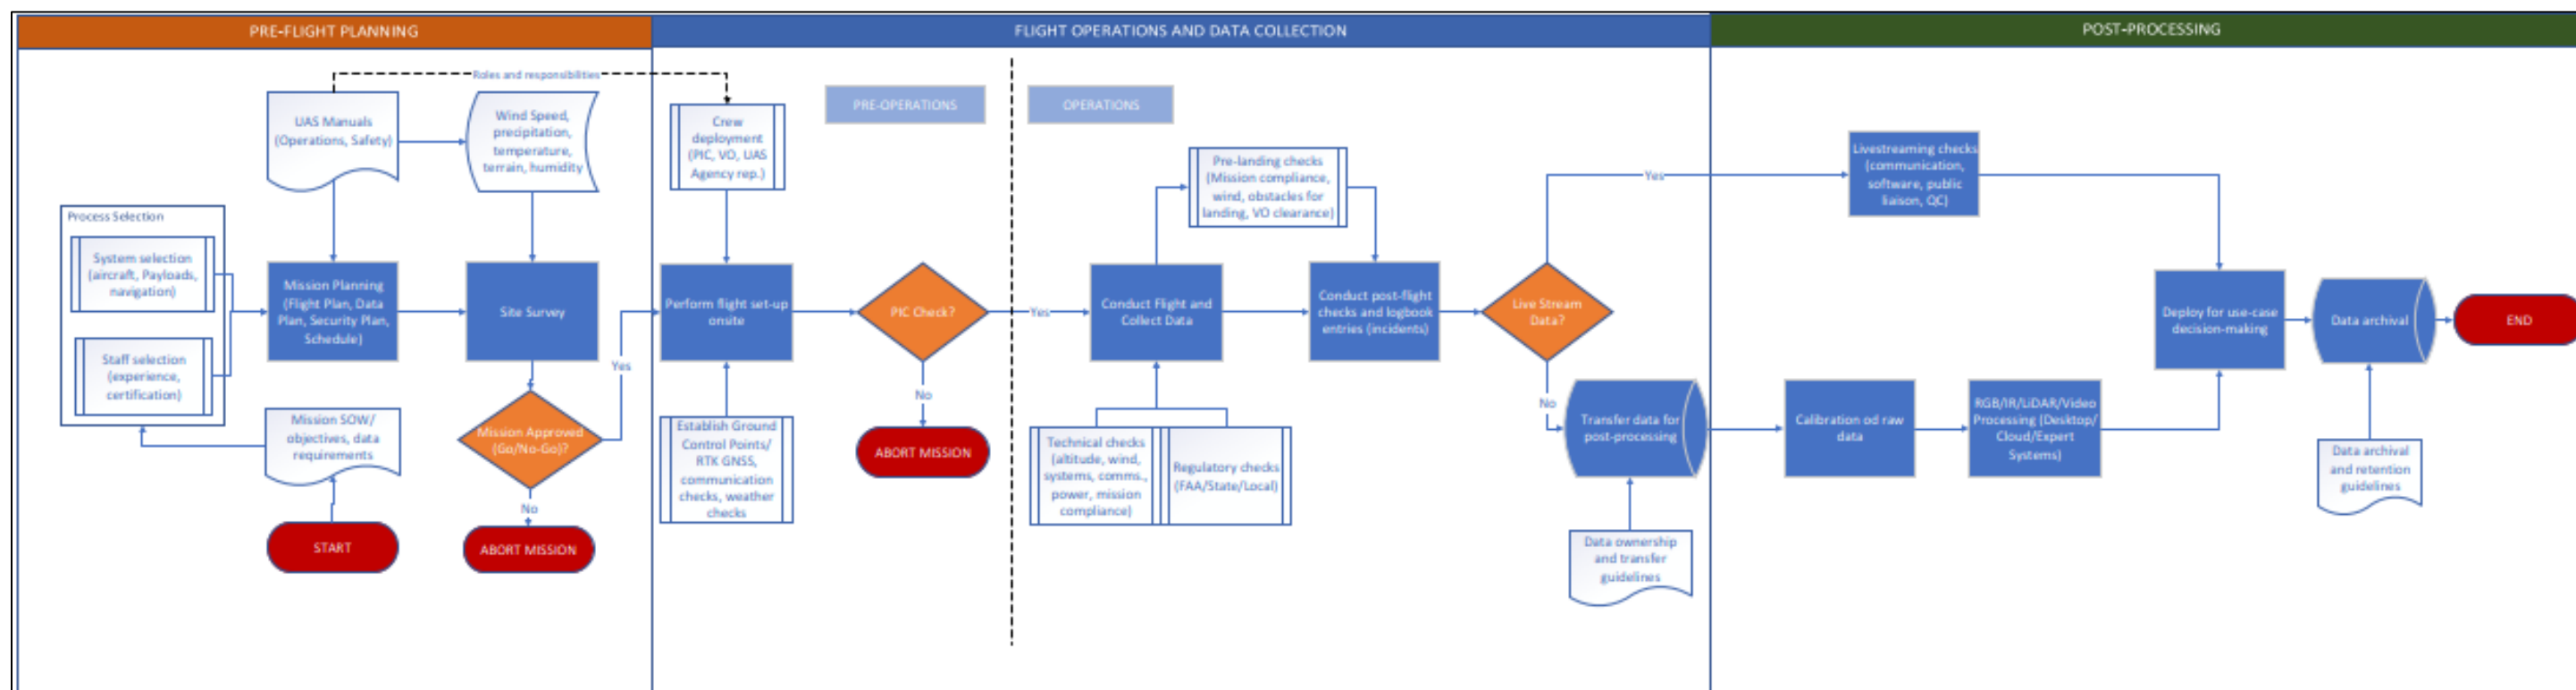 PRE-FLIGHT PLANNING
FLIGHT OPERATIONS AND DATA COLLECTION
POST-PROCESSING
Roles and responsibilities
UAS Manuals
(Operations, Safety)
Wind Speed,
precipitation,
temperature,
terrain, humidity
Process Selection
System selection
(aircraft, Payloads,
navigation)
Staff selection
(experience,
certification)
Mission Planning
(Flight Plan, Data
Plan, Security Plan,
Schedule)
Site Survey
Mission SOW/
objectives, data
requirements
START
Mission Approved
(Go/No-Go)?
Yes
No
ABORT MISSION
Crew
deployment
(PIC, VO, UAS
Agency rep.)
Perform flight set-up
onsite
Establish Ground
Control Points/
RTK GNSS,
communication
checks, weather
checks
PRE-OPERATIONS
PIC Check?
Yes
No
ABORT MISSION
OPERATIONS
Pre-landing checks
(Mission compliance,
wind, obstacles for
landing, VO clearance)
Conduct Flight and
Collect Data
Technical checks
(altitude, wind,
systems, comms.,
power, mission
compliance)
Regulatory checks
(FAA/State/Local)
Conduct post-flight
checks and logbook
entries (incidents)
Live Stream
Data?
Yes
No
Transfer data for
post-processing
Data ownership
and transfer
guidelines
Livestreaming checks
(communication,
software, public
liaison, QC)
Calibration od raw
data
RGB/IR/LiDAR/Video
Processing (Desktop/
Cloud/Expert
Systems)
Deploy for use-case
decision-making
Data archival
Data archival
and retention
guidelines
END